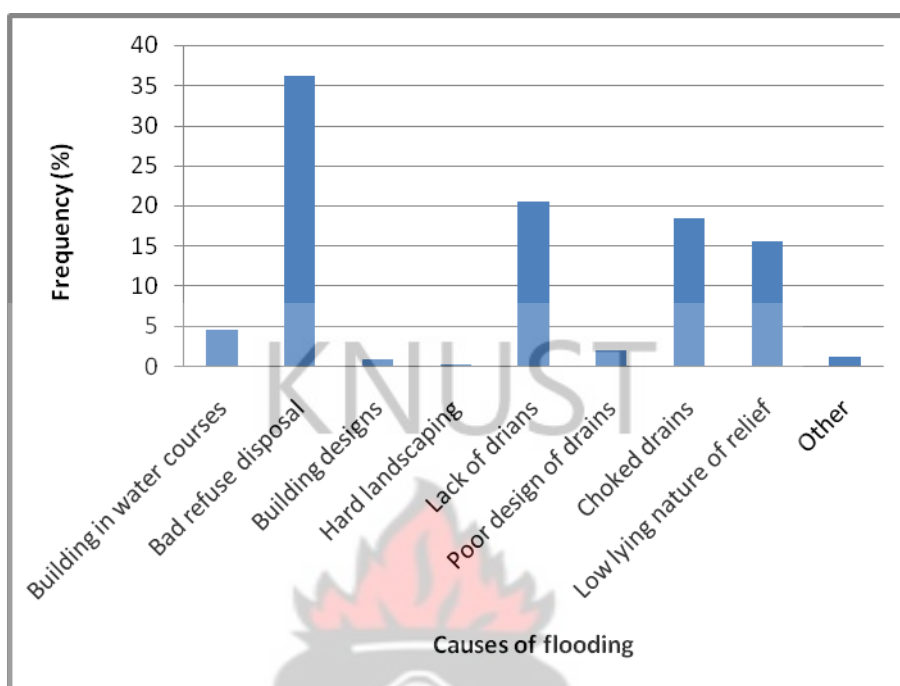 40
35
30
25
20
15
10
5
0
Frequency (%)
Building in water courses
Bad refuse disposal
Building designs
Hard landscaping
Lack of drians
Poor design of drains
Choked drains
Low lying nature of relief
Other
Causes of flooding
KNUST